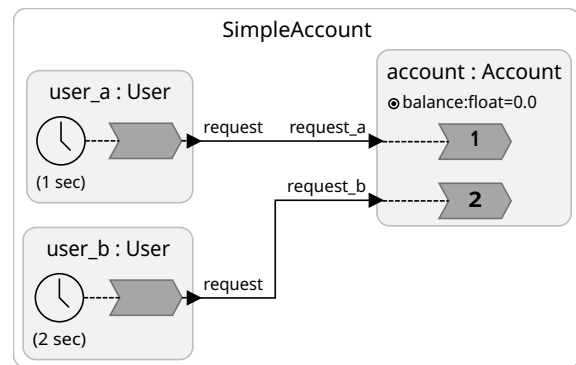 SimpleAccount
user_a : User
(1 sec)
request
request_a
account : Account
balance:float=0.0
1
request_b
2
user_b : User
(2 sec)
request